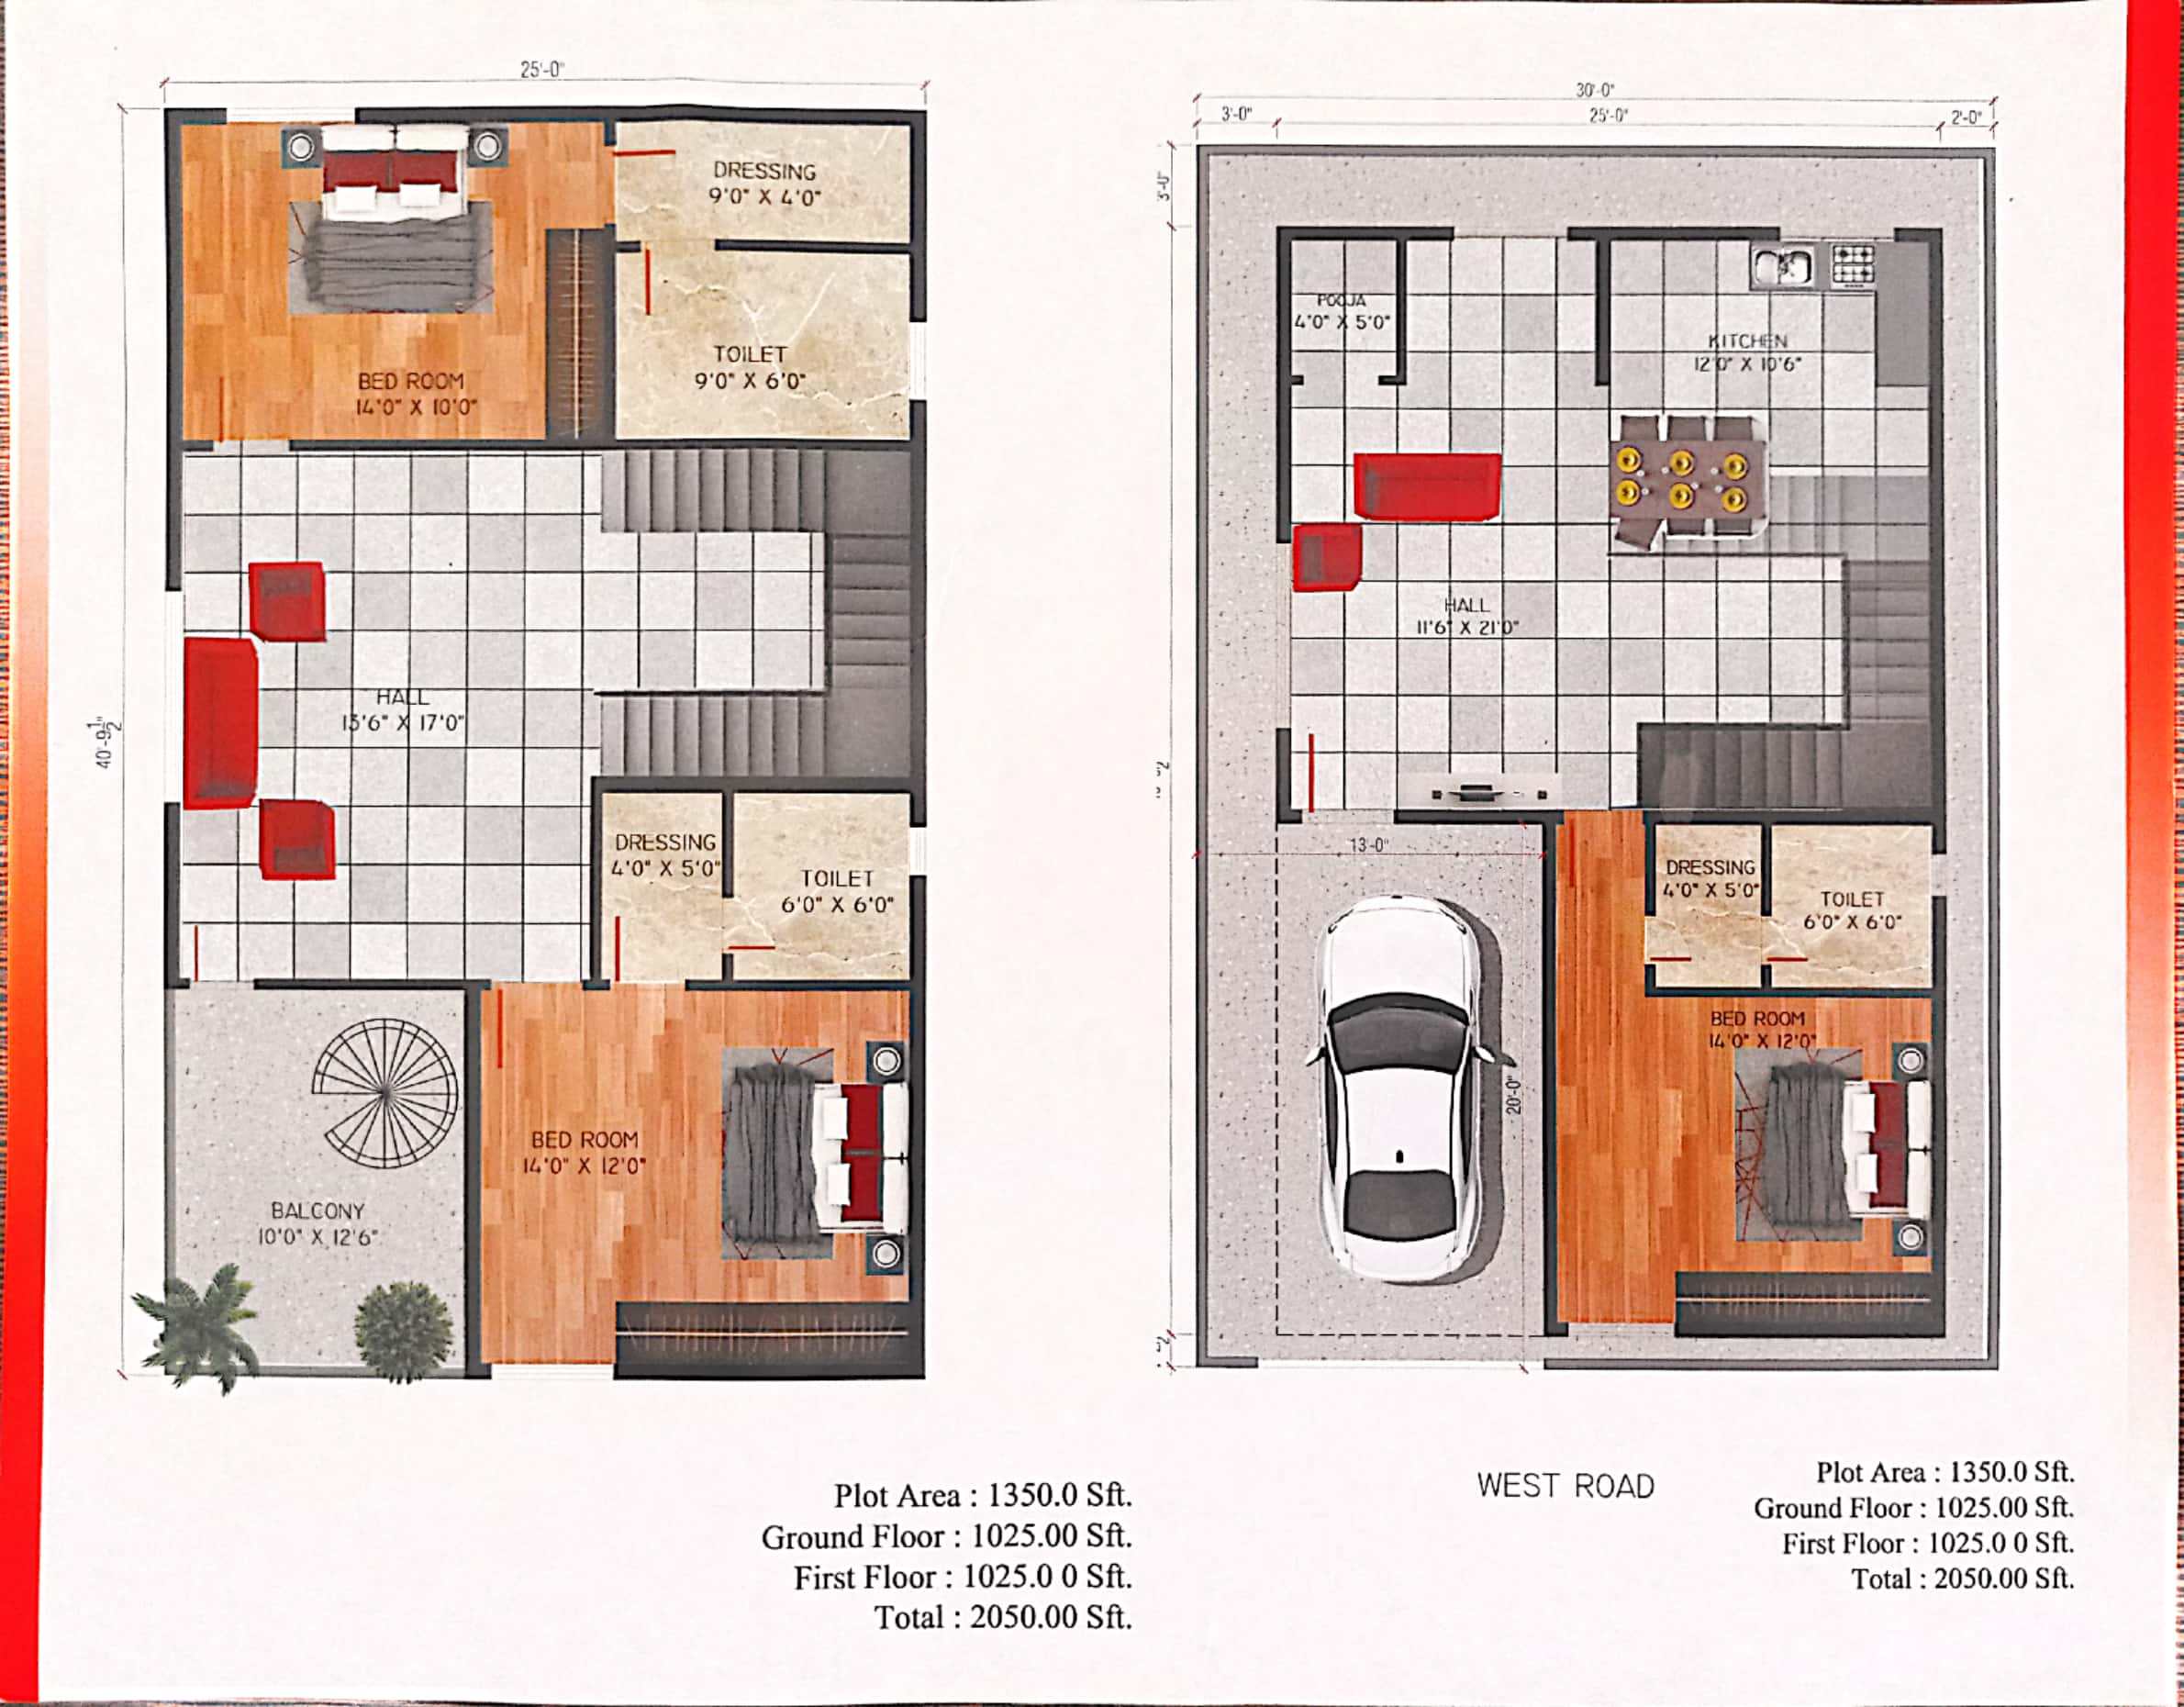 25'-0"
DRESSING
9'0" X 4'0"
TOILET
9'0" X 6'0"
BED ROOM
14'0" X 10'0"
40'-9 1/2"
HALL
13'6" X 17'0"
DRESSING
4'0" X 5'0"
TOILET
6'0" X 6'0"
BED ROOM
14'0" X 12'0"
BALCONY
10'0" X 12'6"
Plot Area : 1350.0 Sft.
Ground Floor : 1025.00 Sft.
First Floor : 1025.0 0 Sft.
Total : 2050.00 Sft.
30'-0"
3'-0"
25'-0"
2'-0"
3'-0"
POOJA
4'0" X 5'0"
KITCHEN
12'0" X 10'6"
HALL
11'6" X 21'0"
13'-0"
DRESSING
4'0" X 5'0"
TOILET
6'0" X 6'0"
BED ROOM
14'0" X 12'0"
20'-0"
WEST ROAD
Plot Area : 1350.0 Sft.
Ground Floor : 1025.00 Sft.
First Floor : 1025.0 0 Sft.
Total : 2050.00 Sft.